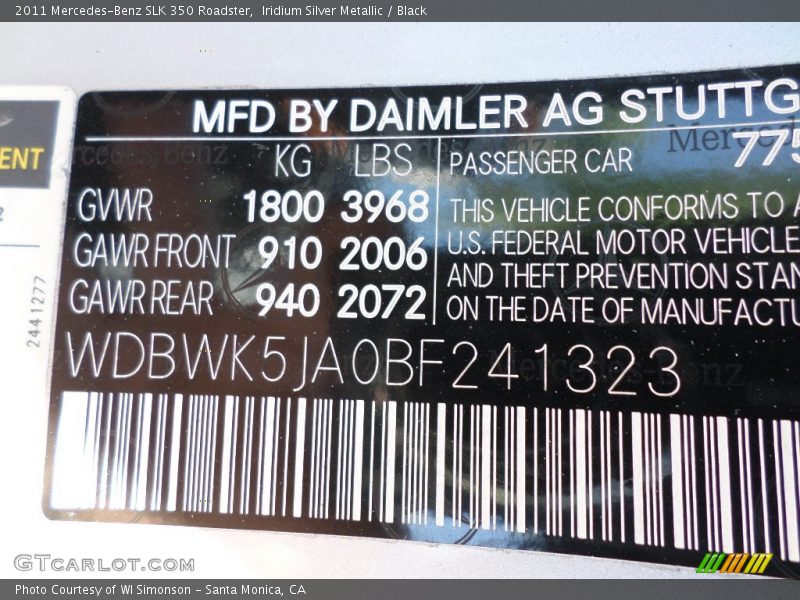 2011 Mercedes-Benz SLK 350 Roadster,  Iridium Silver Metallic / Black
MFD BY DAIMLER AG STUTTG
ENT
KG LBS
PASSENGER CAR
775
GVWR 1800 3968
GAWR FRONT 910 2006
GAWR REAR 940 2072
THIS VEHICLE CONFORMS TO A
U.S. FEDERAL MOTOR VEHICLE
AND THEFT PREVENTION STAN
ON THE DATE OF MANUFACTU
2441277
WDBWK5JA0BF241323
GTcarlot.com
Photo Courtesy of WI Simonson - Santa Monica, CA